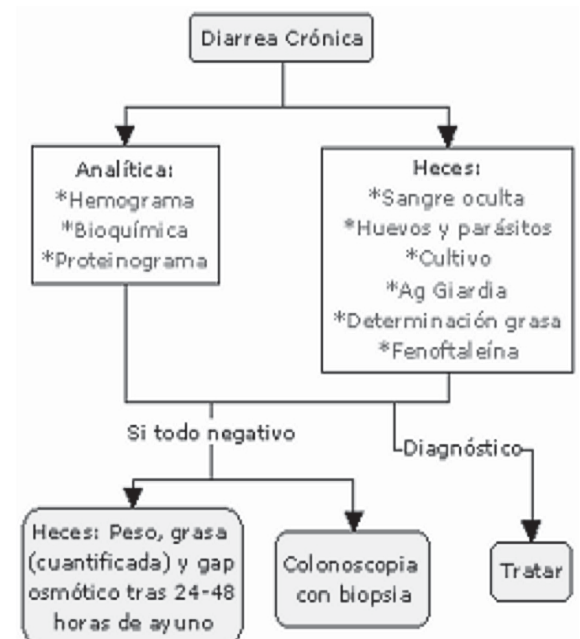 Diarrea Crónica
Analítica:
*Hemograma
*Bioquímica
*Proteinograma
Heces:
*Sangre oculta
*Huevos y parásitos
*Cultivo
*Ag Giardia
*Determinación grasa
*Fenoftaleína
Si todo negativo
Diagnóstico
Heces: Peso, grasa
(cuantificada) y gap
osmótico tras 24-48
horas de ayuno
Colonoscopia
con biopsia
Tratar